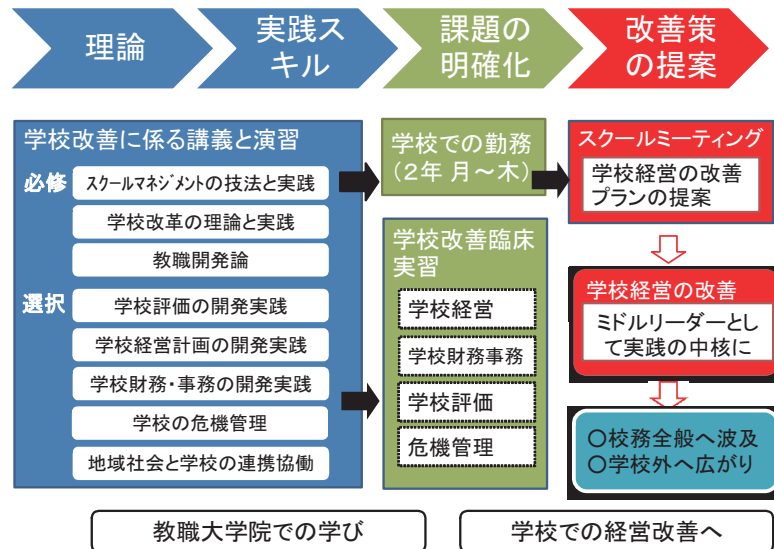 理論
実践ス
キル
課題の
明確化
改善策
の提案
学校改善に係る講義と演習
必修
スクールマネジメントの技法と実践
学校改革の理論と実践
教職開発論
選択
学校評価の開発実践
学校経営計画の開発実践
学校財務・事務の開発実践
学校の危機管理
地域社会と学校の連携協働
学校での勤務
(2年 月～木)
学校改善臨床
実習
学校経営
学校財務事務
学校評価
危機管理
スクールミーティング
学校経営の改善
プランの提案
学校経営の改善
ミドルリーダーとし
て実践の中核に
〇校務全般へ波及
〇学校外へ広がり
教職大学院での学び
学校での経営改善へ